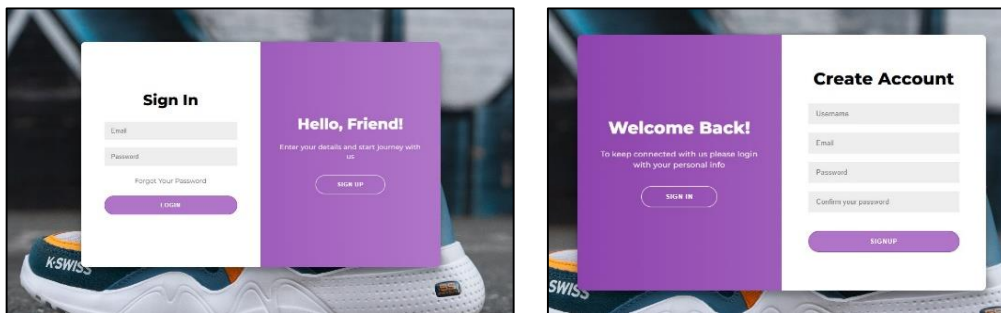 Sign In
Email
Password
Forgot Your Password
LOGIN
Hello, Friend!
Enter your details and start journey with
us
SIGN UP
K·SWISS
Welcome Back!
To keep connected with us please login
with your personal info
SIGN IN
Create Account
Username
Email
Password
Confirm your password
SIGNUP
SWISS